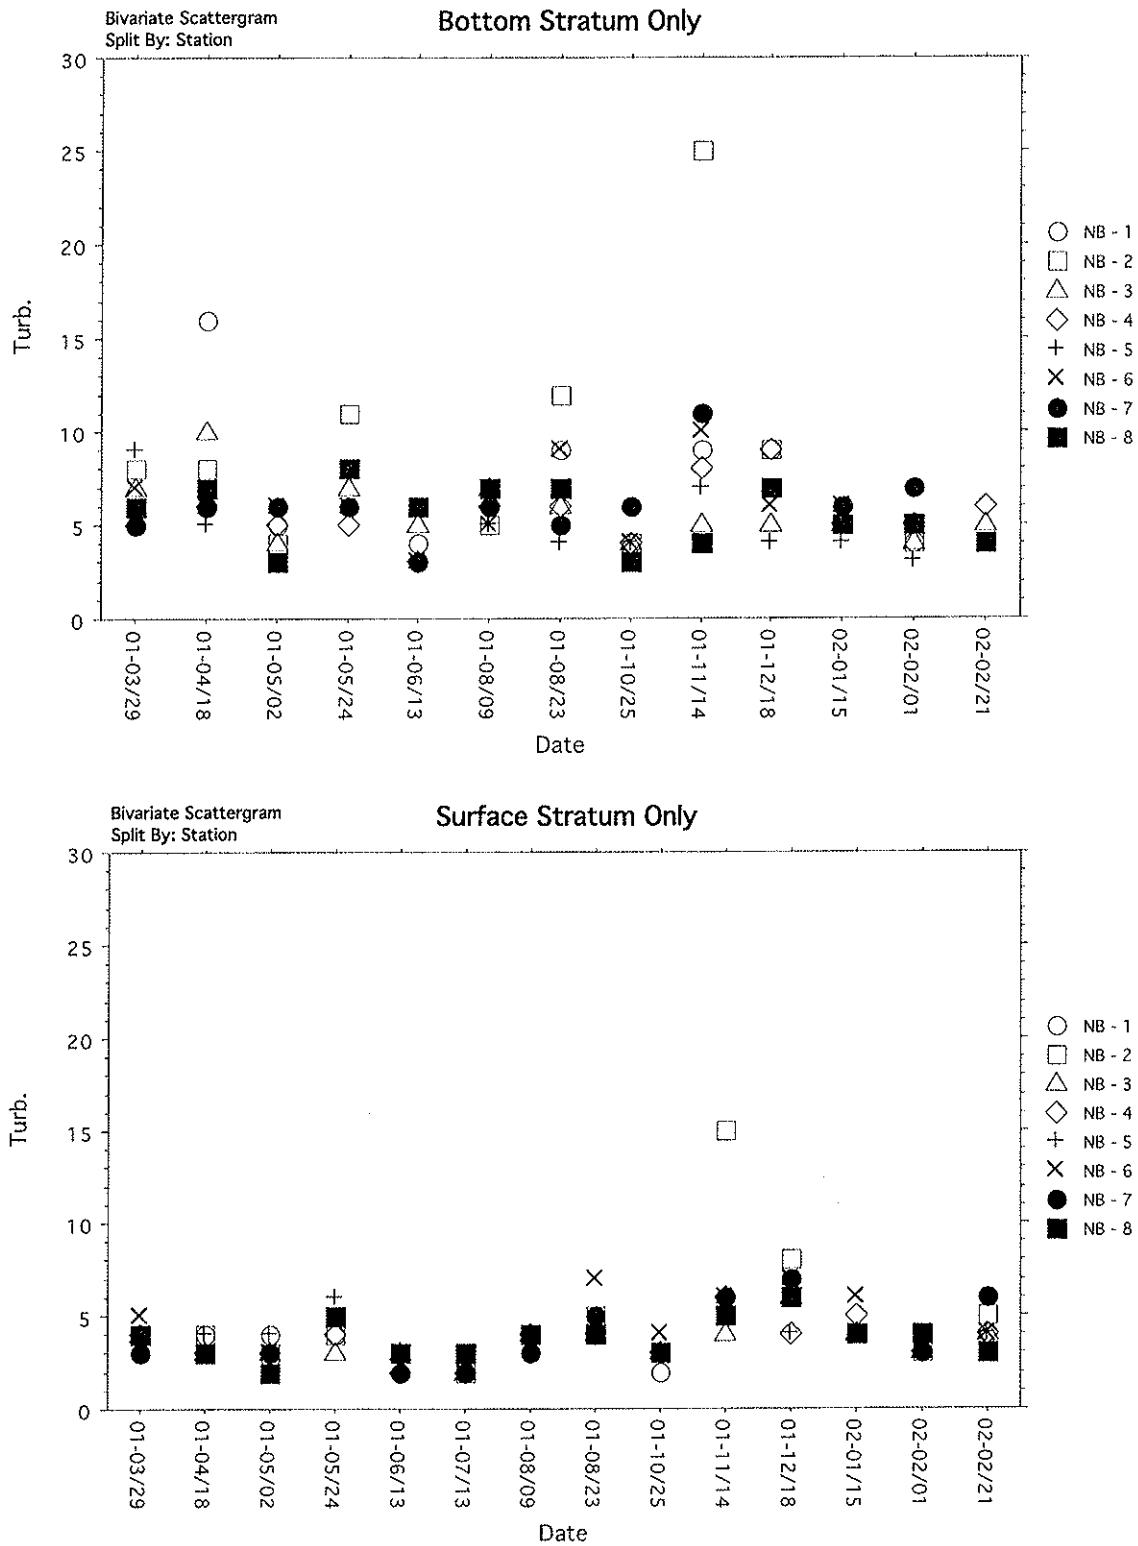 Bivariate Scattergram
Split By: Station
Bottom Stratum Only
30
25
20
15
10
5
0
Turb.
01-03/29
01-04/18
01-05/02
01-05/24
01-06/13
01-08/09
01-08/23
01-10/25
01-11/14
01-12/18
02-01/15
02-02/01
02-02/21
Date
NB - 1
NB - 2
NB - 3
NB - 4
NB - 5
NB - 6
NB - 7
NB - 8
Bivariate Scattergram
Split By: Station
Surface Stratum Only
30
25
20
15
10
5
0
Turb.
01-03/29
01-04/18
01-05/02
01-05/24
01-06/13
01-07/13
01-08/09
01-08/23
01-10/25
01-11/14
01-12/18
02-01/15
02-02/01
02-02/21
Date
NB - 1
NB - 2
NB - 3
NB - 4
NB - 5
NB - 6
NB - 7
NB - 8